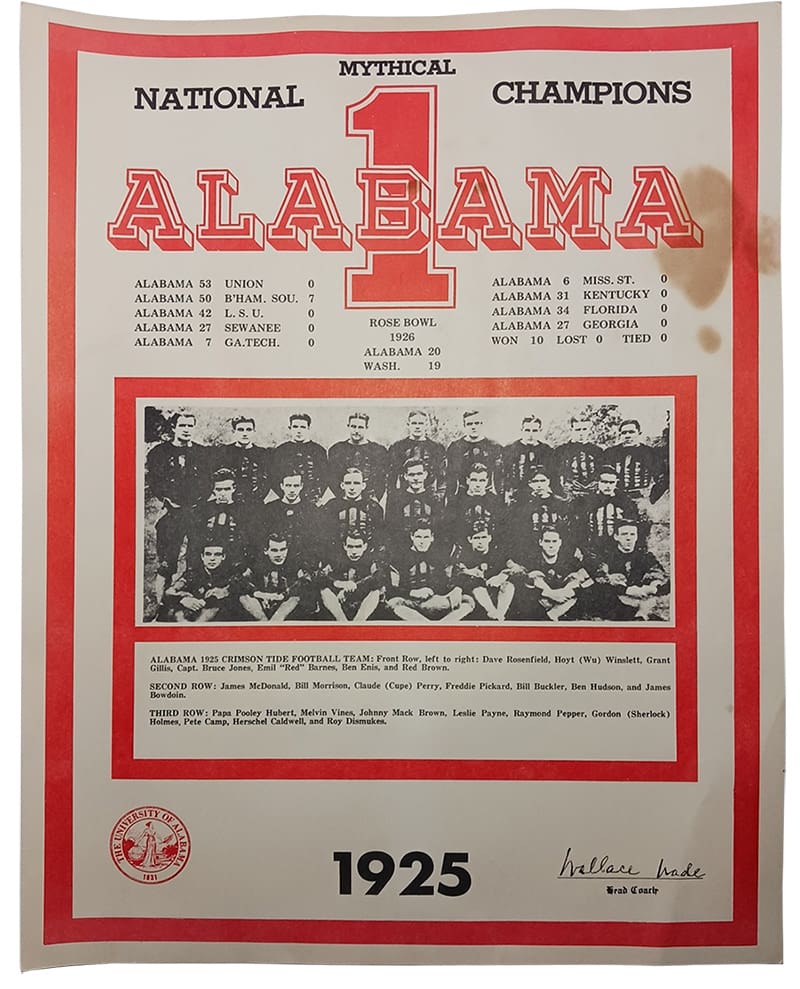 MYTHICAL
NATIONAL CHAMPIONS
1
ALABAMA
ALABAMA 53 UNION 0
ALABAMA 50 B'HAM. SOU. 7
ALABAMA 42 L. S. U. 0
ALABAMA 27 SEWANEE 0
ALABAMA 7 GA.TECH. 0
ROSE BOWL
1926
ALABAMA 20
WASH. 19
ALABAMA 6 MISS. ST. 0
ALABAMA 31 KENTUCKY 0
ALABAMA 34 FLORIDA 0
ALABAMA 27 GEORGIA 0
WON 10 LOST 0 TIED 0
ALABAMA 1925 CRIMSON TIDE FOOTBALL TEAM: Front Row, left to right: Dave Rosenfield, Hoyt (Wu) Winslett, Grant
Gillis, Capt. Bruce Jones, Emil "Red" Barnes, Ben Enis, and Red Brown.
SECOND ROW: James McDonald, Bill Morrison, Claude (Cupe) Perry, Freddie Pickard, Bill Buckler, Ben Hudson, and James
Bowdoin.
THIRD ROW: Papa Pooley Hubert, Melvin Vines, Johnny Mack Brown, Leslie Payne, Raymond Pepper, Gordon (Sherlock)
Holmes, Pete Camp, Herschel Caldwell, and Roy Dismukes.
THE UNIVERSITY OF ALABAMA
1831
1925
Wallace Wade
Head Coach